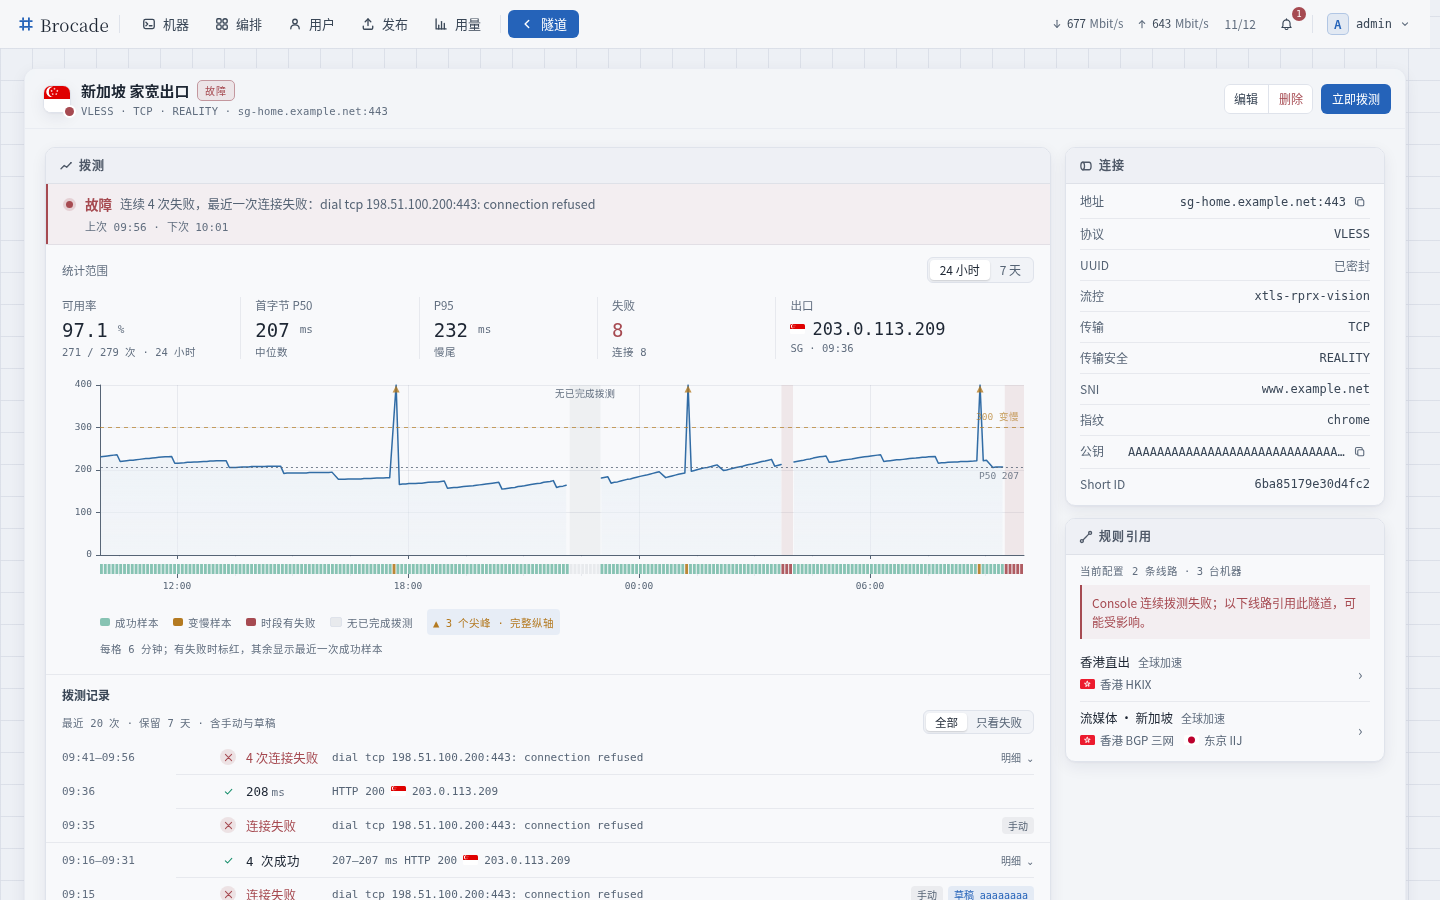 Brocade
机器
编排
用户
发布
用量
隧道
↓ 677 Mbit/s
↑ 643 Mbit/s
11/12
1
A admin
新加坡 家宽出口 故障
VLESS · TCP · REALITY · sg-home.example.net:443
编辑
删除
立即拨测
拨测
故障 连续 4 次失败，最近一次连接失败：dial tcp 198.51.100.200:443: connection refused
上次 09:56 · 下次 10:01
统计范围
24 小时
7 天
可用率
97.1 %
271 / 279 次 · 24 小时
首字节 P50
207 ms
中位数
P95
232 ms
慢尾
失败
8
连接 8
出口
203.0.113.209
SG · 09:36
400
300
200
100
0
无已完成拨测
300 变慢
P50 207
12:00
18:00
00:00
06:00
成功样本
变慢样本
时段有失败
无已完成拨测
▲ 3 个尖峰 · 完整纵轴
每格 6 分钟；有失败时标红，其余显示最近一次成功样本
拨测记录
最近 20 次 · 保留 7 天 · 含手动与草稿
全部
只看失败
09:41–09:56 4 次连接失败 dial tcp 198.51.100.200:443: connection refused 明细
09:36 208 ms HTTP 200 203.0.113.209
09:35 连接失败 dial tcp 198.51.100.200:443: connection refused 手动
09:16–09:31 4 次成功 207–207 ms HTTP 200 203.0.113.209 明细
09:15 连接失败 dial tcp 198.51.100.200:443: connection refused 手动 草稿 aaaaaaaa
连接
地址 sg-home.example.net:443
协议 VLESS
UUID 已密封
流控 xtls-rprx-vision
传输 TCP
传输安全 REALITY
SNI www.example.net
指纹 chrome
公钥 AAAAAAAAAAAAAAAAAAAAAAAAAAAAAA…
Short ID 6ba85179e30d4fc2
规则引用
当前配置 2 条线路 · 3 台机器
Console 连续拨测失败；以下线路引用此隧道，可
能受影响。
香港直出 全球加速
香港 HKIX
流媒体 · 新加坡 全球加速
香港 BGP 三网 东京 IIJ